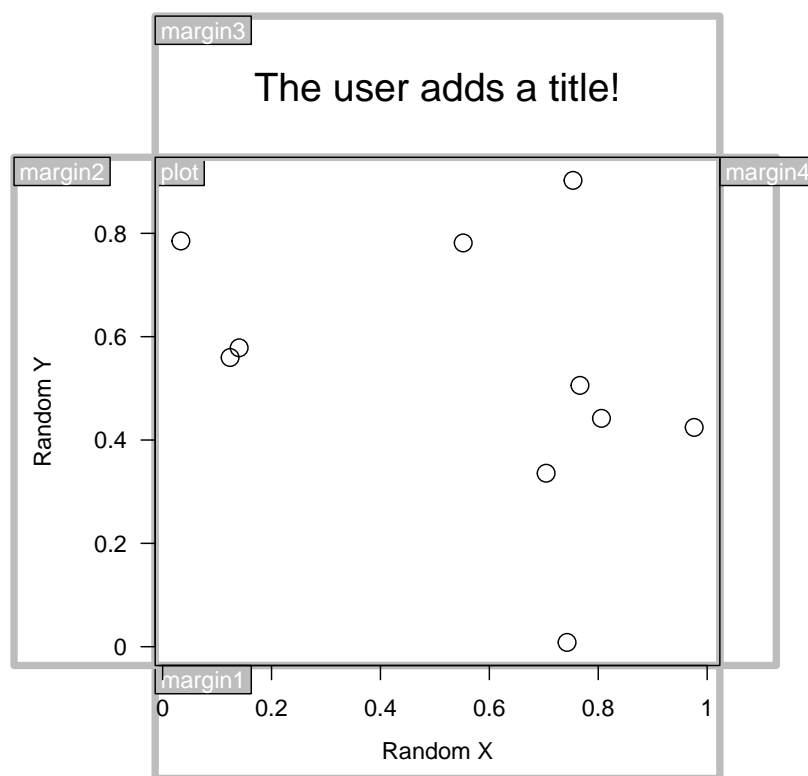 margin3
The user adds a title!
margin2
plot
margin4
0.8
0.6
0.4
0.2
0
Random Y
margin1
0 0.2 0.4 0.6 0.8 1
Random X